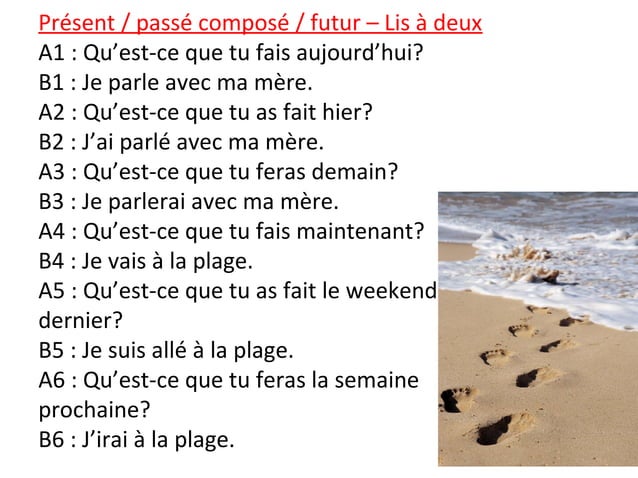 Présent / passé composé / futur – Lis à deux
A1 : Qu’est-ce que tu fais aujourd’hui?
B1 : Je parle avec ma mère.
A2 : Qu’est-ce que tu as fait hier?
B2 : J’ai parlé avec ma mère.
A3 : Qu’est-ce que tu feras demain?
B3 : Je parlerai avec ma mère.
A4 : Qu’est-ce que tu fais maintenant?
B4 : Je vais à la plage.
A5 : Qu’est-ce que tu as fait le weekend
dernier?
B5 : Je suis allé à la plage.
A6 : Qu’est-ce que tu feras la semaine
prochaine?
B6 : J’irai à la plage.